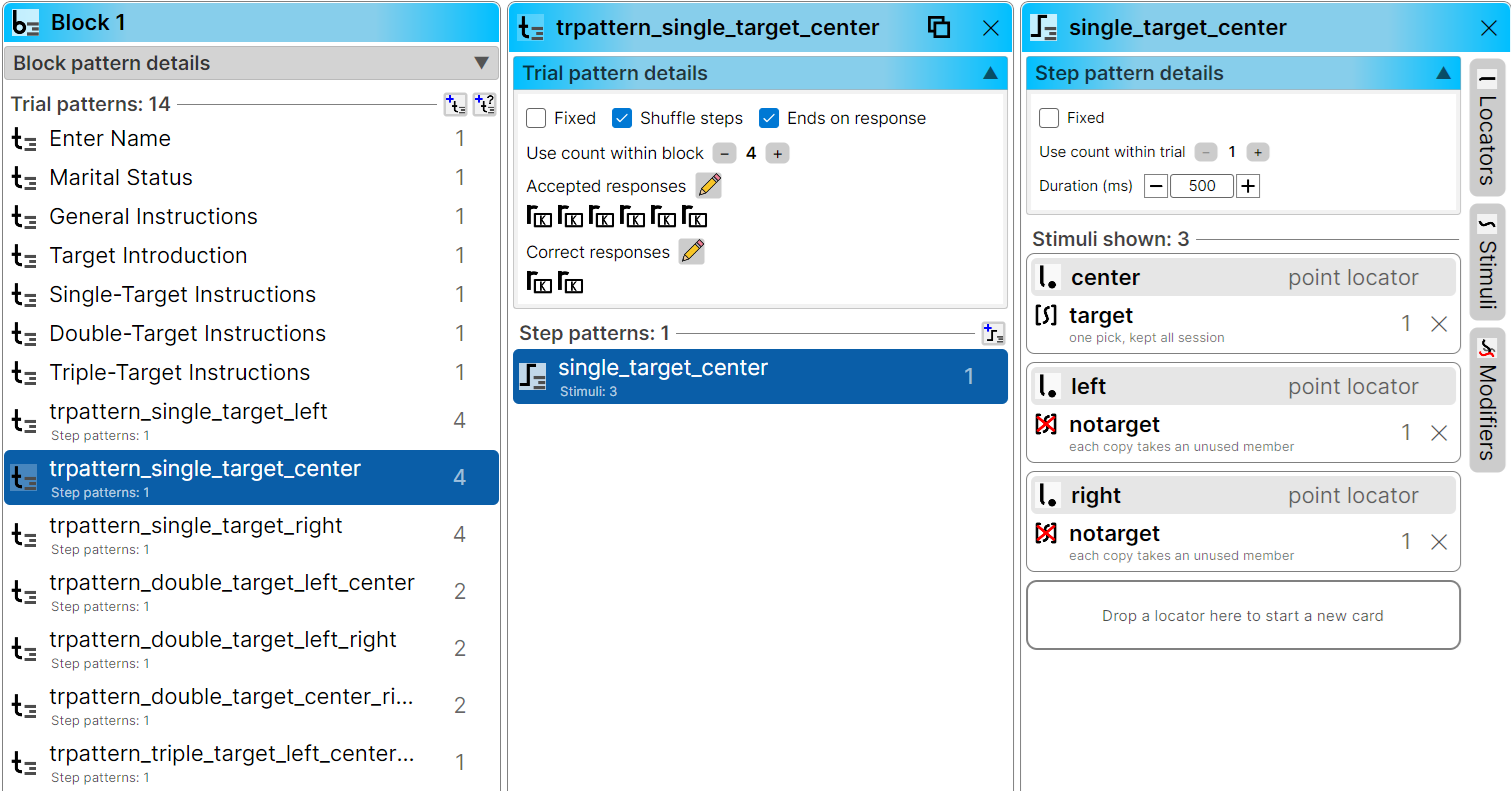 Block 1
Block pattern details
Trial patterns: 14
Enter Name 1
Marital Status 1
General Instructions 1
Target Introduction 1
Single-Target Instructions 1
Double-Target Instructions 1
Triple-Target Instructions 1
trpattern_single_target_left 4
Step patterns: 1
trpattern_single_target_center 4
Step patterns: 1
trpattern_single_target_right 4
Step patterns: 1
trpattern_double_target_left_center 2
Step patterns: 1
trpattern_double_target_left_right 2
Step patterns: 1
trpattern_double_target_center_ri... 2
Step patterns: 1
trpattern_triple_target_left_center... 1
Step patterns: 1
trpattern_single_target_center
Trial pattern details
Fixed Shuffle steps Ends on response
Use count within block − 4 +
Accepted responses
K K K K K K
Correct responses
K K
Step patterns: 1
single_target_center 1
Stimuli: 3
single_target_center
Step pattern details
Fixed
Use count within trial − 1 +
Duration (ms) − 500 +
Stimuli shown: 3
center point locator
target 1
one pick, kept all session
left point locator
notarget 1
each copy takes an unused member
right point locator
notarget 1
each copy takes an unused member
Drop a locator here to start a new card
Locators
Stimuli
Modifiers